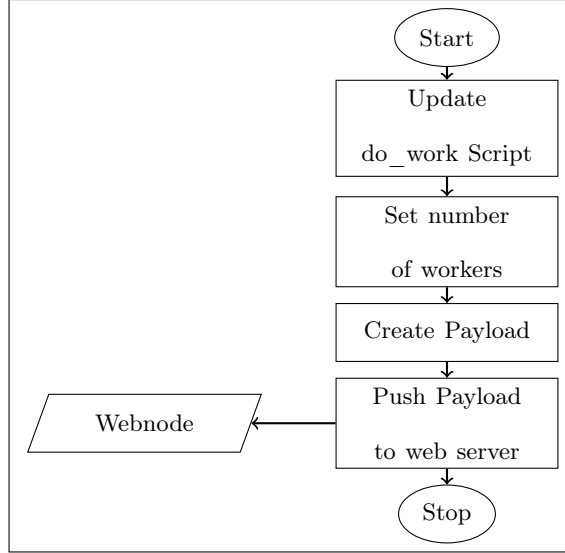 Start
Update
do_work Script
Set number
of workers
Create Payload
Push Payload
to web server
Webnode
Stop